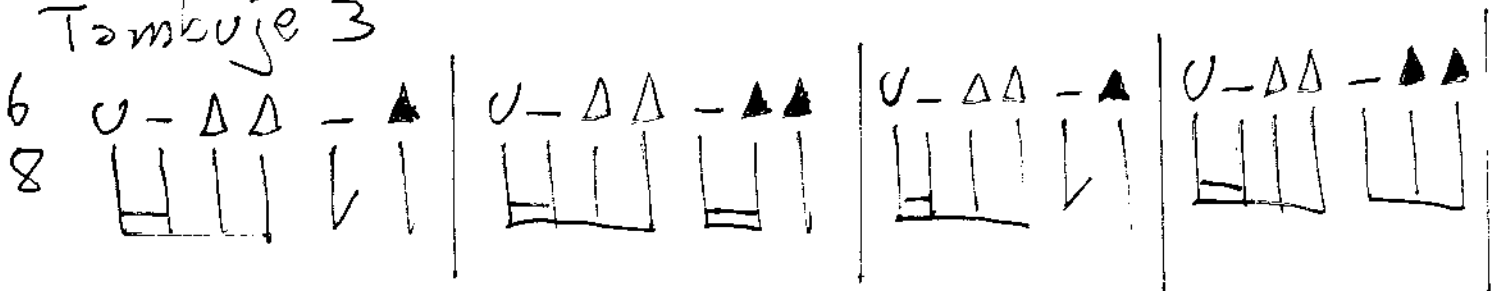 Tambuje 3
6 U – Δ Δ – ▲ | U – Δ Δ – ▲ ▲ | U – Δ Δ – ▲ | U – Δ Δ – ▲ ▲ |
8